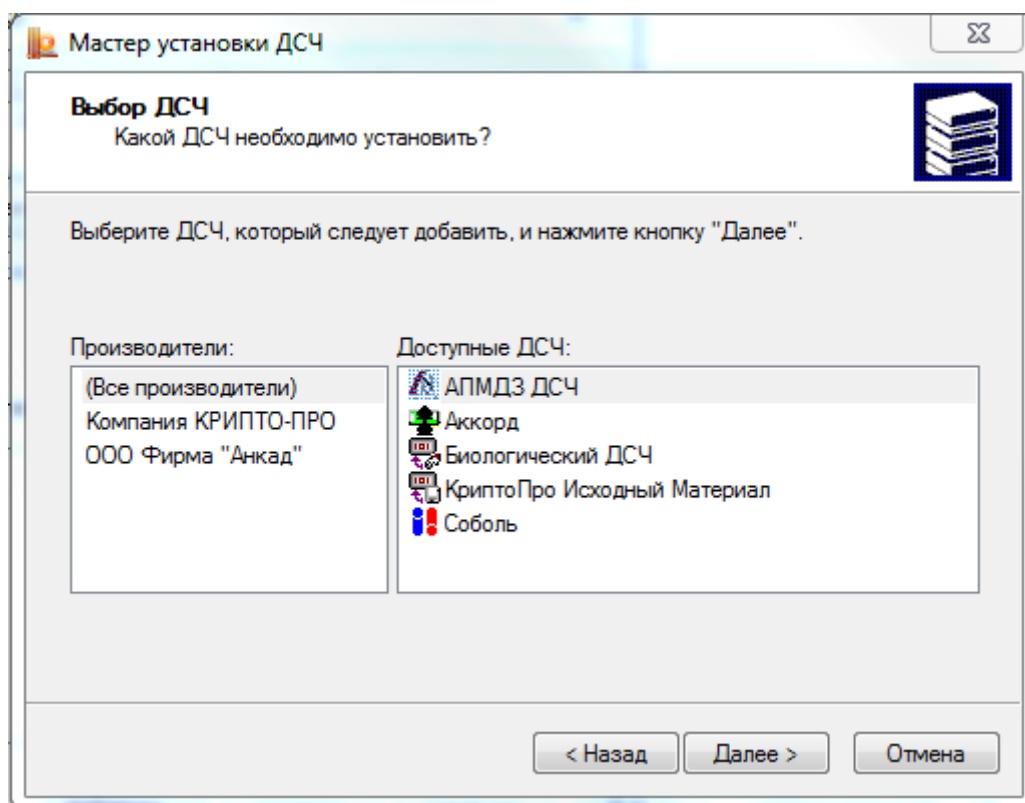 Мастер установки ДСЧ
Выбор ДСЧ
Какой ДСЧ необходимо установить?
Выберите ДСЧ, который следует добавить, и нажмите кнопку "Далее".
Производители:
(Все производители)
Компания КРИПТО-ПРО
ООО Фирма "Анкад"
Доступные ДСЧ:
АПМДЗ ДСЧ
Аккорд
Биологический ДСЧ
КриптоПро Исходный Материал
Соболь
< Назад
Далее >
Отмена